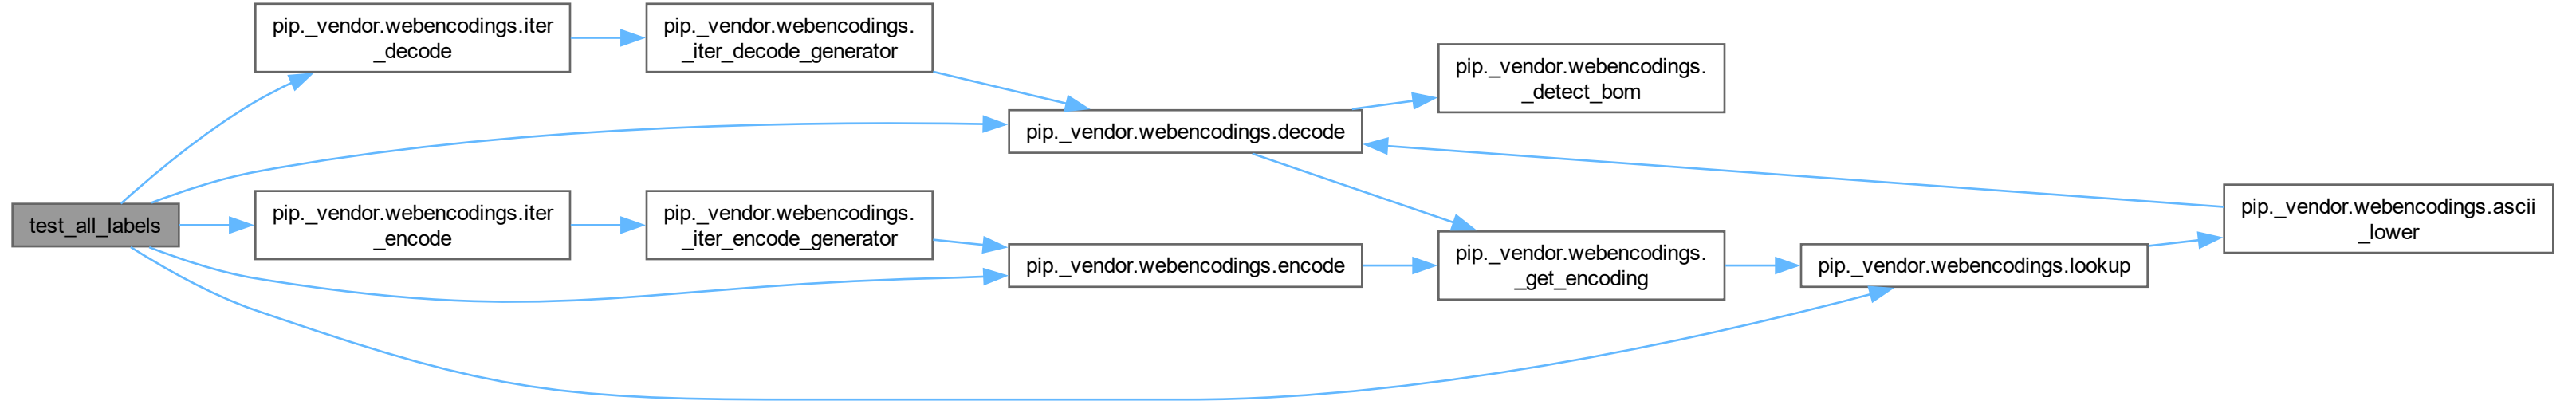 test_all_labels
pip._vendor.webencodings.iter
_decode
pip._vendor.webencodings.
_iter_decode_generator
pip._vendor.webencodings.decode
pip._vendor.webencodings.
_detect_bom
pip._vendor.webencodings.iter
_encode
pip._vendor.webencodings.
_iter_encode_generator
pip._vendor.webencodings.encode
pip._vendor.webencodings.
_get_encoding
pip._vendor.webencodings.lookup
pip._vendor.webencodings.ascii
_lower